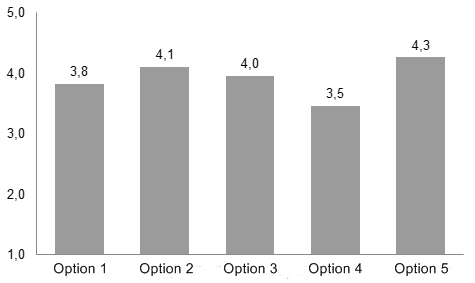 5,0
4,0
3,0
2,0
1,0
3,8
4,1
4,0
3,5
4,3
Option 1
Option 2
Option 3
Option 4
Option 5